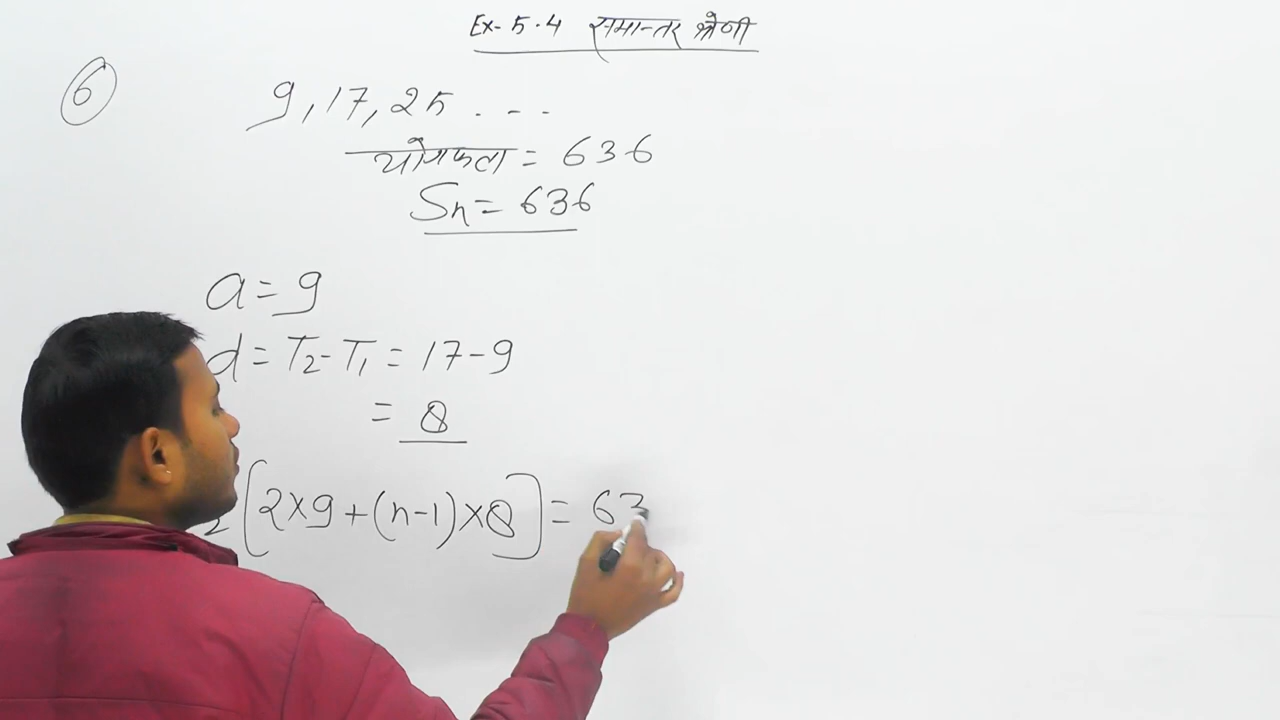 Ex- 5.4 समान्तर श्रेणी
6
9, 17, 25 . - -
योगफल = 636
Sn = 636
a = 9
d = T2 - T1 = 17 - 9
= 8
2 [2×9 + (n-1)×8] = 63